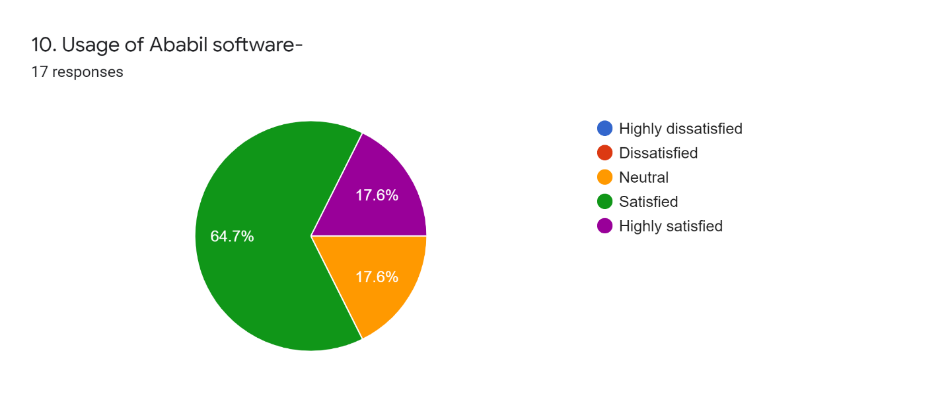 10. Usage of Ababil software-
17 responses
17.6%
64.7%
17.6%
Highly dissatisfied
Dissatisfied
Neutral
Satisfied
Highly satisfied